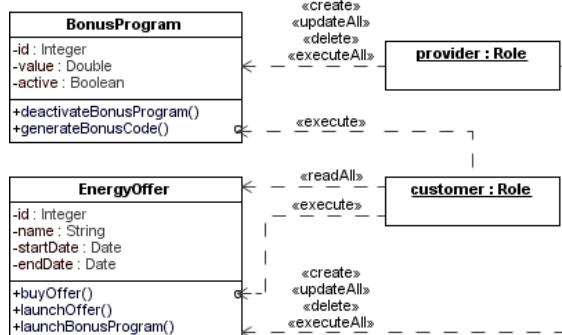 «create»
«updateAll»
«delete»
«executeAll»
BonusProgram
-id : Integer
-value : Double
-active : Boolean
+deactivateBonusProgram()
+generateBonusCode()
provider : Role
«execute»
EnergyOffer
-id : Integer
-name : String
-startDate : Date
-endDate : Date
+buyOffer()
+launchOffer()
+launchBonusProgram()
«readAll»
«execute»
customer : Role
«create»
«updateAll»
«delete»
«executeAll»